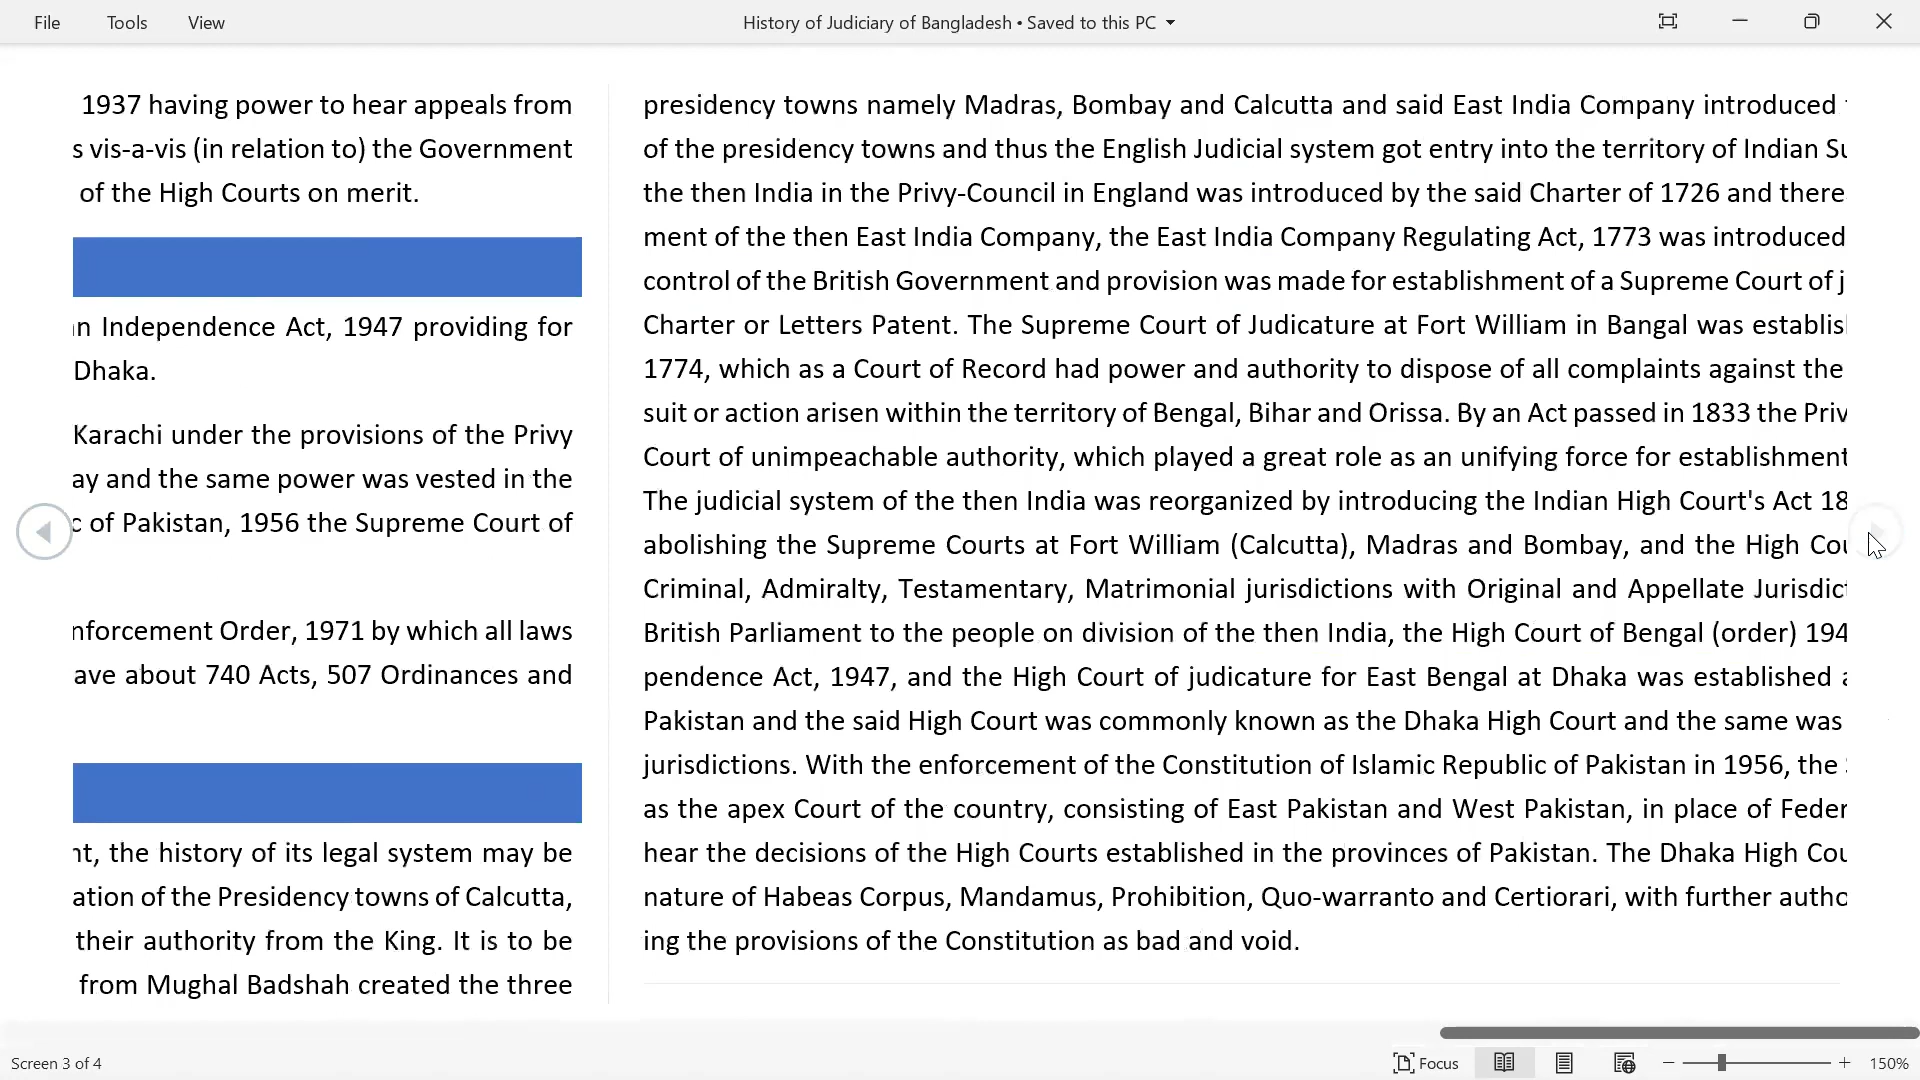 File Tools View
History of Judiciary of Bangladesh • Saved to this PC
1937 having power to hear appeals from
s vis-a-vis (in relation to) the Government
of the High Courts on merit.
Independence Act, 1947 providing for
Dhaka.
Karachi under the provisions of the Privy
ay and the same power was vested in the
of Pakistan, 1956 the Supreme Court of
nforcement Order, 1971 by which all laws
ave about 740 Acts, 507 Ordinances and
nt, the history of its legal system may be
ation of the Presidency towns of Calcutta,
their authority from the King. It is to be
from Mughal Badshah created the three
presidency towns namely Madras, Bombay and Calcutta and said East India Company introduced
of the presidency towns and thus the English Judicial system got entry into the territory of Indian
the then India in the Privy-Council in England was introduced by the said Charter of 1726 and there
ment of the then East India Company, the East India Company Regulating Act, 1773 was introduced
control of the British Government and provision was made for establishment of a Supreme Court of j
Charter or Letters Patent. The Supreme Court of Judicature at Fort William in Bangal was establis
1774, which as a Court of Record had power and authority to dispose of all complaints against the
suit or action arisen within the territory of Bengal, Bihar and Orissa. By an Act passed in 1833 the Priv
Court of unimpeachable authority, which played a great role as an unifying force for establishment
The judicial system of the then India was reorganized by introducing the Indian High Court's Act 18
abolishing the Supreme Courts at Fort William (Calcutta), Madras and Bombay, and the High Cou
Criminal, Admiralty, Testamentary, Matrimonial jurisdictions with Original and Appellate Jurisdict
British Parliament to the people on division of the then India, the High Court of Bengal (order) 194
pendence Act, 1947, and the High Court of judicature for East Bengal at Dhaka was established
Pakistan and the said High Court was commonly known as the Dhaka High Court and the same was
jurisdictions. With the enforcement of the Constitution of Islamic Republic of Pakistan in 1956, the
as the apex Court of the country, consisting of East Pakistan and West Pakistan, in place of Feder
hear the decisions of the High Courts established in the provinces of Pakistan. The Dhaka High Cou
nature of Habeas Corpus, Mandamus, Prohibition, Quo-warranto and Certiorari, with further autho
ing the provisions of the Constitution as bad and void.
Screen 3 of 4
Focus
150%